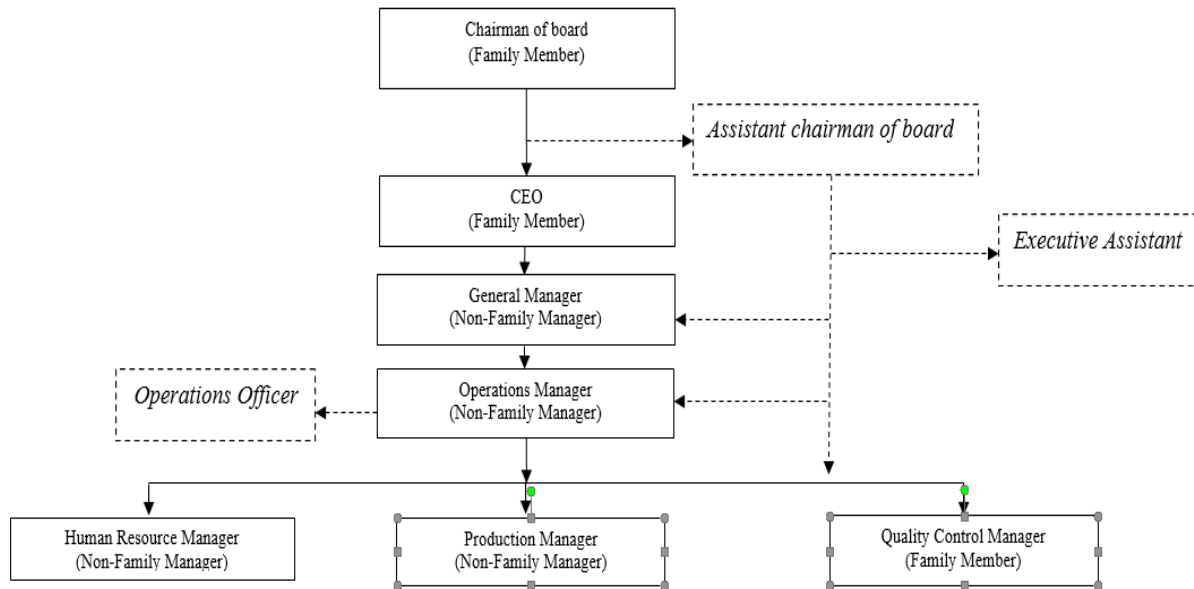 Chairman of board
(Family Member)
Assistant chairman of board
CEO
(Family Member)
Executive Assistant
General Manager
(Non-Family Manager)
Operations Officer
Operations Manager
(Non-Family Manager)
Human Resource Manager
(Non-Family Manager)
Production Manager
(Non-Family Manager)
Quality Control Manager
(Family Member)